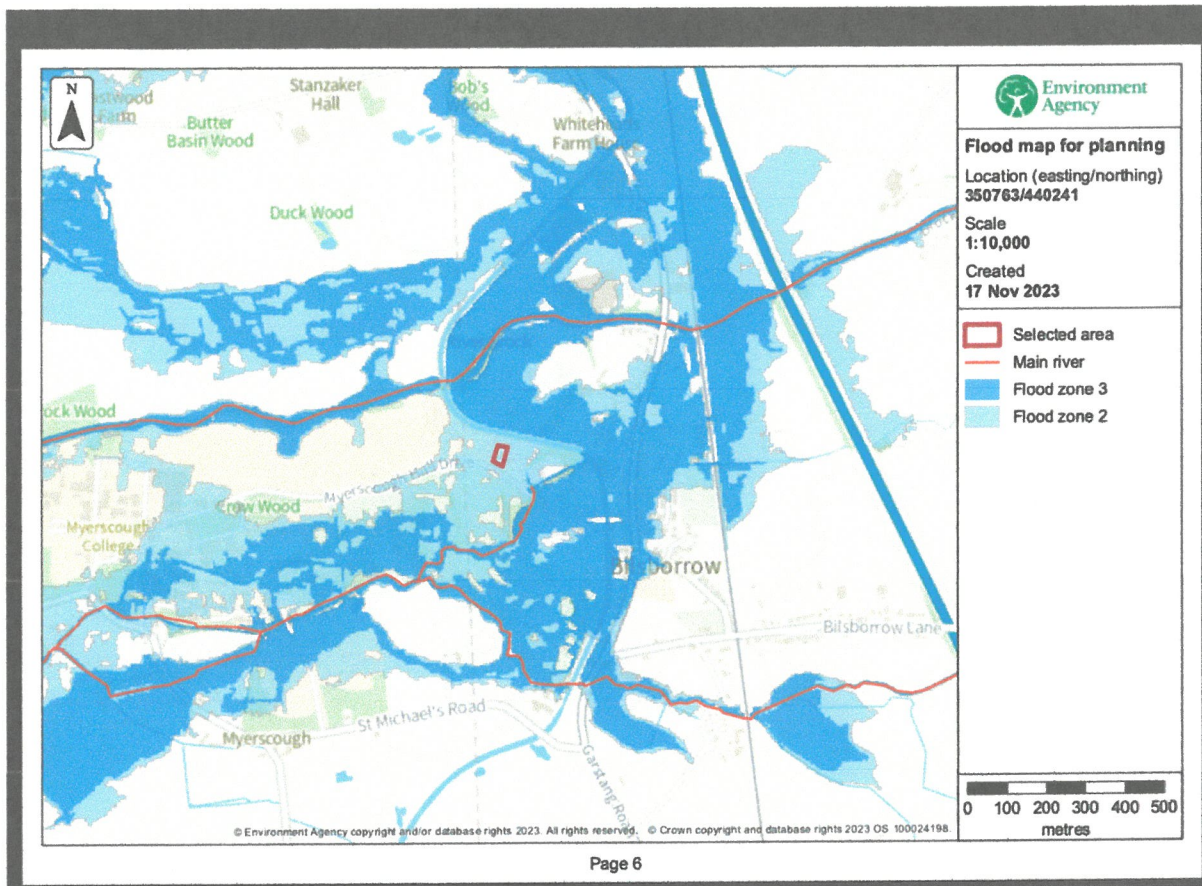 N
Stanzaker
Hall
Farm
Butter
Basin Wood
Duck Wood
Myerscough Hall Drive
Crow Wood
Myerscough
College
Bilsborrow
Bilsborrow Lane
St Michael's Road
Myerscough
Garstang Road
© Environment Agency copyright and/or database rights 2023. All rights reserved. © Crown copyright and database rights 2023 OS 100024198.
Environment
Agency
Flood map for planning
Location (easting/northing)
350763/440241
Scale
1:10,000
Created
17 Nov 2023
Selected area
Main river
Flood zone 3
Flood zone 2
0 100 200 300 400 500
metres
Page 6